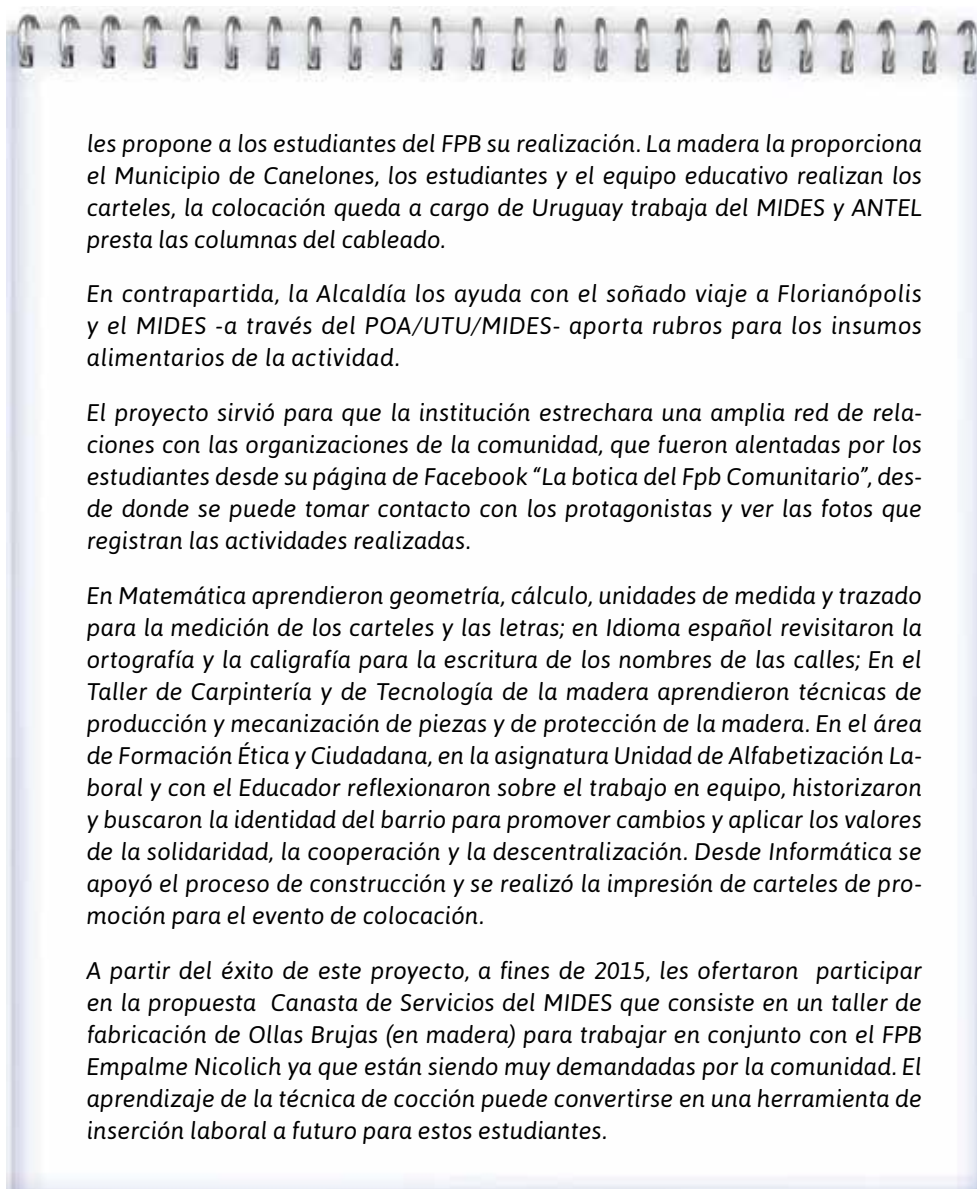 les propone a los estudiantes del FPB su realización. La madera la proporciona
el Municipio de Canelones, los estudiantes y el equipo educativo realizan los
carteles, la colocación queda a cargo de Uruguay trabaja del MIDES y ANTEL
presta las columnas del cableado.
En contrapartida, la Alcaldía los ayuda con el soñado viaje a Florianópolis
y el MIDES -a través del POA/UTU/MIDES- aporta rubros para los insumos
alimentarios de la actividad.
El proyecto sirvió para que la institución estrechara una amplia red de rela-
ciones con las organizaciones de la comunidad, que fueron alentadas por los
estudiantes desde su página de Facebook “La botica del Fpb Comunitario”, des-
de donde se puede tomar contacto con los protagonistas y ver las fotos que
registran las actividades realizadas.
En Matemática aprendieron geometría, cálculo, unidades de medida y trazado
para la medición de los carteles y las letras; en Idioma español revisitaron la
ortografía y la caligrafía para la escritura de los nombres de las calles; En el
Taller de Carpintería y de Tecnología de la madera aprendieron técnicas de
producción y mecanización de piezas y de protección de la madera. En el área
de Formación Ética y Ciudadana, en la asignatura Unidad de Alfabetización La-
boral y con el Educador reflexionaron sobre el trabajo en equipo, historizaron
y buscaron la identidad del barrio para promover cambios y aplicar los valores
de la solidaridad, la cooperación y la descentralización. Desde Informática se
apoyó el proceso de construcción y se realizó la impresión de carteles de pro-
moción para el evento de colocación.
A partir del éxito de este proyecto, a fines de 2015, les ofertaron participar
en la propuesta Canasta de Servicios del MIDES que consiste en un taller de
fabricación de Ollas Brujas (en madera) para trabajar en conjunto con el FPB
Empalme Nicolich ya que están siendo muy demandadas por la comunidad. El
aprendizaje de la técnica de cocción puede convertirse en una herramienta de
inserción laboral a futuro para estos estudiantes.